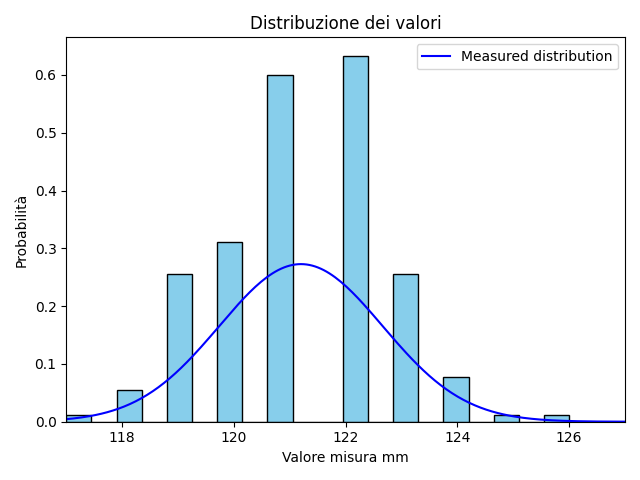 Distribuzione dei valori
Measured distribution
Probabilità
0.6
0.5
0.4
0.3
0.2
0.1
0.0
118 120 122 124 126
Valore misura mm